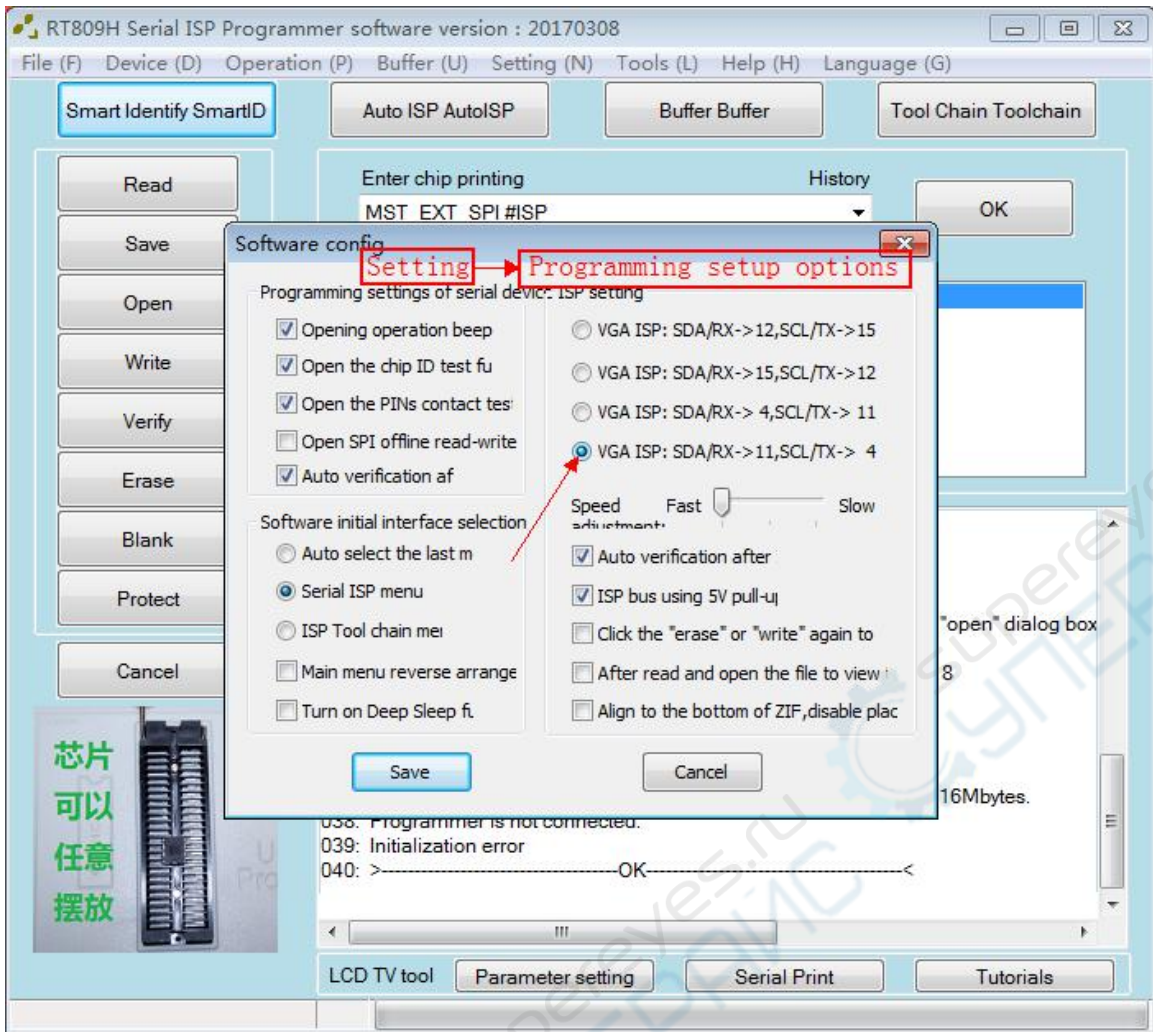 RT809H Serial ISP Programmer software version : 20170308
File (F) Device (D) Operation (P) Buffer (U) Setting (N) Tools (L) Help (H) Language (G)
Smart Identify SmartID
Auto ISP AutoISP
Buffer Buffer
Tool Chain Toolchain
Read
Save
Open
Write
Verify
Erase
Blank
Protect
Cancel
Enter chip printing
History
MST_EXT_SPI #ISP
OK
Software config
Setting
Programming setup options
Programming settings of serial device
Opening operation beep
Open the chip ID test fu
Open the PINs contact tes
Open SPI offline read-write
Auto verification af
Software initial interface selection
Auto select the last m
Serial ISP menu
ISP Tool chain mer
Main menu reverse arrange
Turn on Deep Sleep fu
ISP setting
VGA ISP: SDA/RX->12,SCL/TX->15
VGA ISP: SDA/RX->15,SCL/TX->12
VGA ISP: SDA/RX-> 4,SCL/TX-> 11
VGA ISP: SDA/RX->11,SCL/TX-> 4
Speed Fast Slow
adjustment:
Auto verification after
ISP bus using 5V pull-up
Click the "erase" or "write" again to
After read and open the file to view
Align to the bottom of ZIF,disable plac
Save
Cancel
"open" dialog box
8
16Mbytes.
038: Programmer is not connected.
039: Initialization error
040: >-----------------------------------OK-----------------------------------<
芯片
可以
任意
摆放
LCD TV tool
Parameter setting
Serial Print
Tutorials
supereyes.ru
СУПЕР